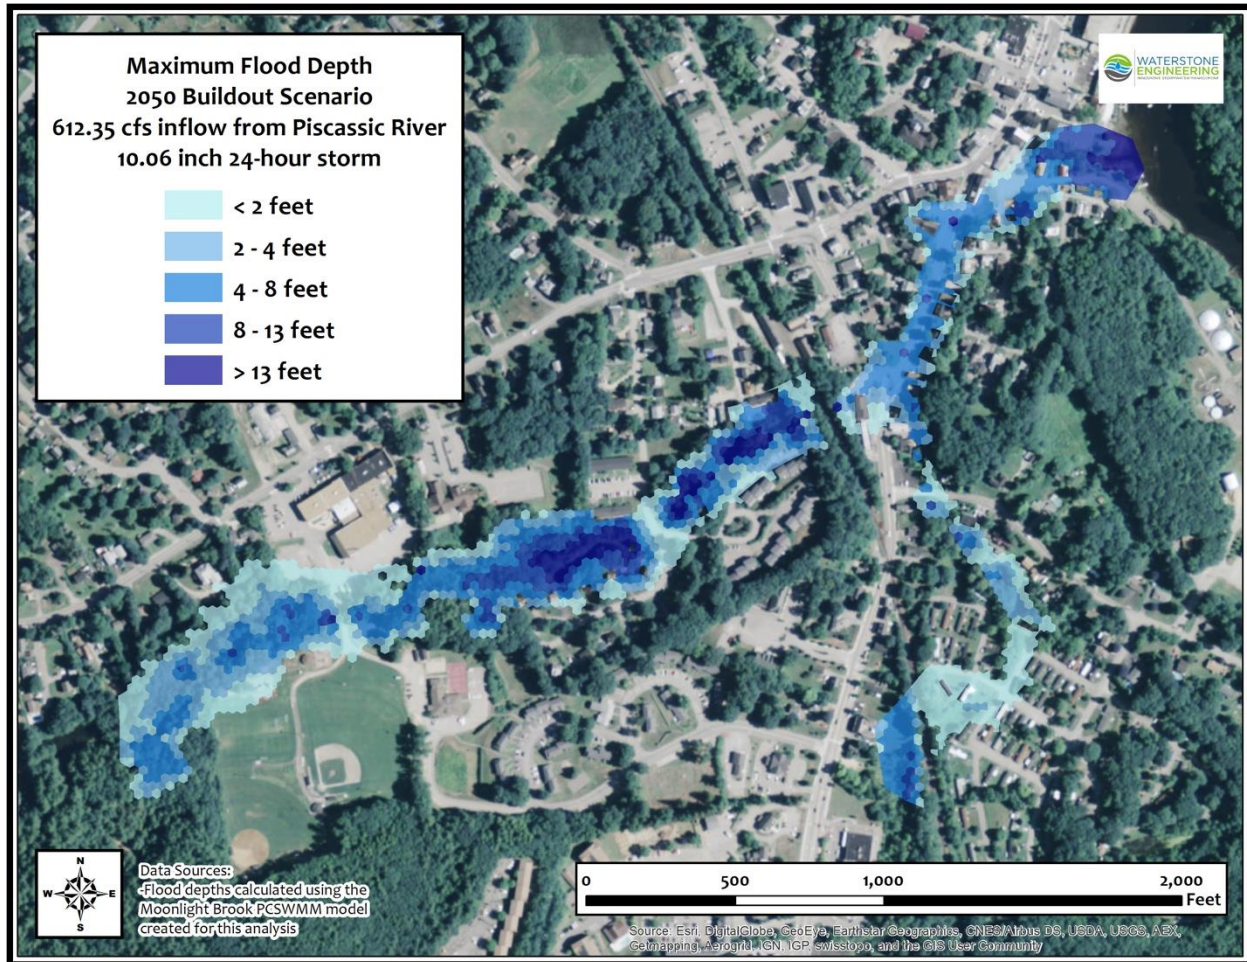 Maximum Flood Depth
2050 Buildout Scenario
612.35 cfs inflow from Piscassic River
10.06 inch 24-hour storm
< 2 feet
2 - 4 feet
4 - 8 feet
8 - 13 feet
> 13 feet
WATERSTONE
ENGINEERING
N
W E
S
Data Sources:
-Flood depths calculated using the
Moonlight Brook PCSWMM model
created for this analysis
0 500 1,000 2,000
Feet
Source: Esri, DigitalGlobe, GeoEye, Earthstar Geographics, CNES/Airbus DS, USDA, USGS, AEX,
Getmapping, Aerogrid, IGN, IGP, swisstopo, and the GIS User Community